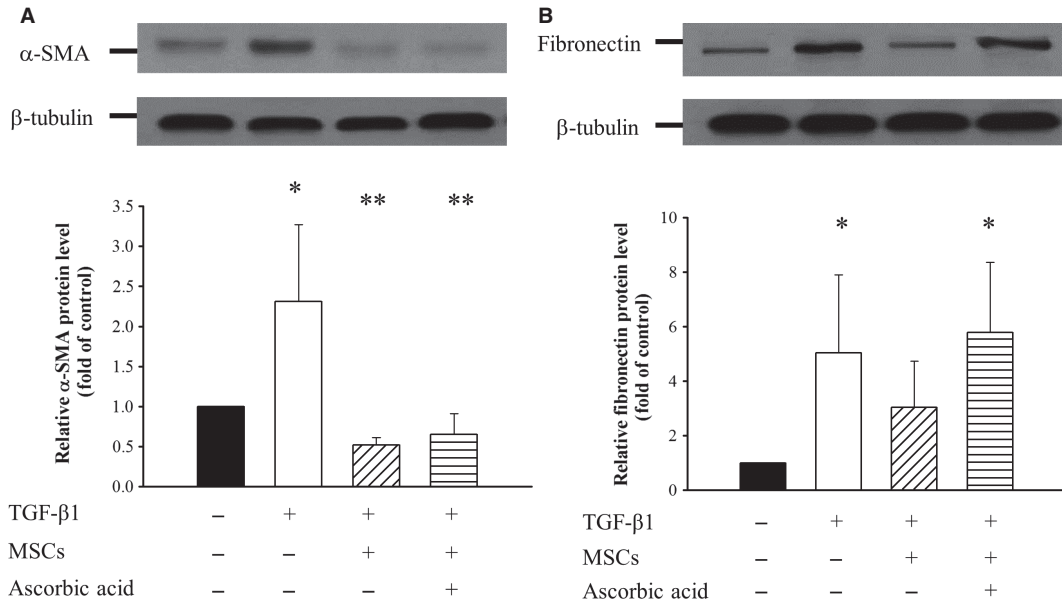 A
α-SMA
β-tubulin
* ** **
3.5
3.0
2.5
2.0
1.5
1.0
0.5
0.0
Relative α-SMA protein level
(fold of control)
TGF-β1 – + + +
MSCs – – + +
Ascorbic acid – – – +
B
Fibronectin
β-tubulin
* *
10
8
6
4
2
0
Relative fibronectin protein level
(fold of control)
TGF-β1 – + + +
MSCs – – + +
Ascorbic acid – – – +